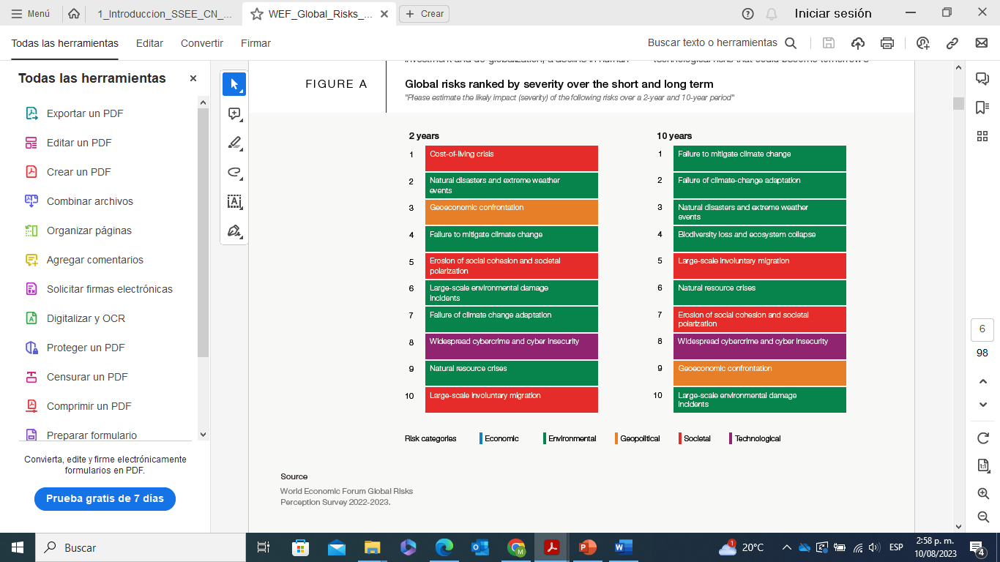 Menú
1_Introduccion_SSEE_CN_...
WEF_Global_Risks_...
Crear
Iniciar sesión
Todas las herramientas
Editar
Convertir
Firmar
Buscar texto o herramientas
Todas las herramientas
Exportar un PDF
Editar un PDF
Crear un PDF
Combinar archivos
Organizar páginas
Agregar comentarios
Solicitar firmas electrónicas
Digitalizar y OCR
Proteger un PDF
Censurar un PDF
Comprimir un PDF
Preparar formulario
Convierta, edite y firme electrónicamente
formularios en PDF.
Prueba gratis de 7 días
investment and de-globalization, a decline in human
technological risks that could become tomorrow's
FIGURE A
Global risks ranked by severity over the short and long term
"Please estimate the likely impact (severity) of the following risks over a 2-year and 10-year period"
2 years
1 Cost-of-living crisis
2 Natural disasters and extreme weather
events
3 Geoeconomic confrontation
4 Failure to mitigate climate change
5 Erosion of social cohesion and societal
polarization
6 Large-scale environmental damage
incidents
7 Failure of climate change adaptation
8 Widespread cybercrime and cyber insecurity
9 Natural resource crises
10 Large-scale involuntary migration
10 years
1 Failure to mitigate climate change
2 Failure of climate-change adaptation
3 Natural disasters and extreme weather
events
4 Biodiversity loss and ecosystem collapse
5 Large-scale involuntary migration
6 Natural resource crises
7 Erosion of social cohesion and societal
polarization
8 Widespread cybercrime and cyber insecurity
9 Geoeconomic confrontation
10 Large-scale environmental damage
incidents
Risk categories
Economic
Environmental
Geopolitical
Societal
Technological
Source
World Economic Forum Global Risks
Perception Survey 2022-2023.
6
98
1:1
Buscar
1
20°C
ESP
2:58 p. m.
10/08/2023
4